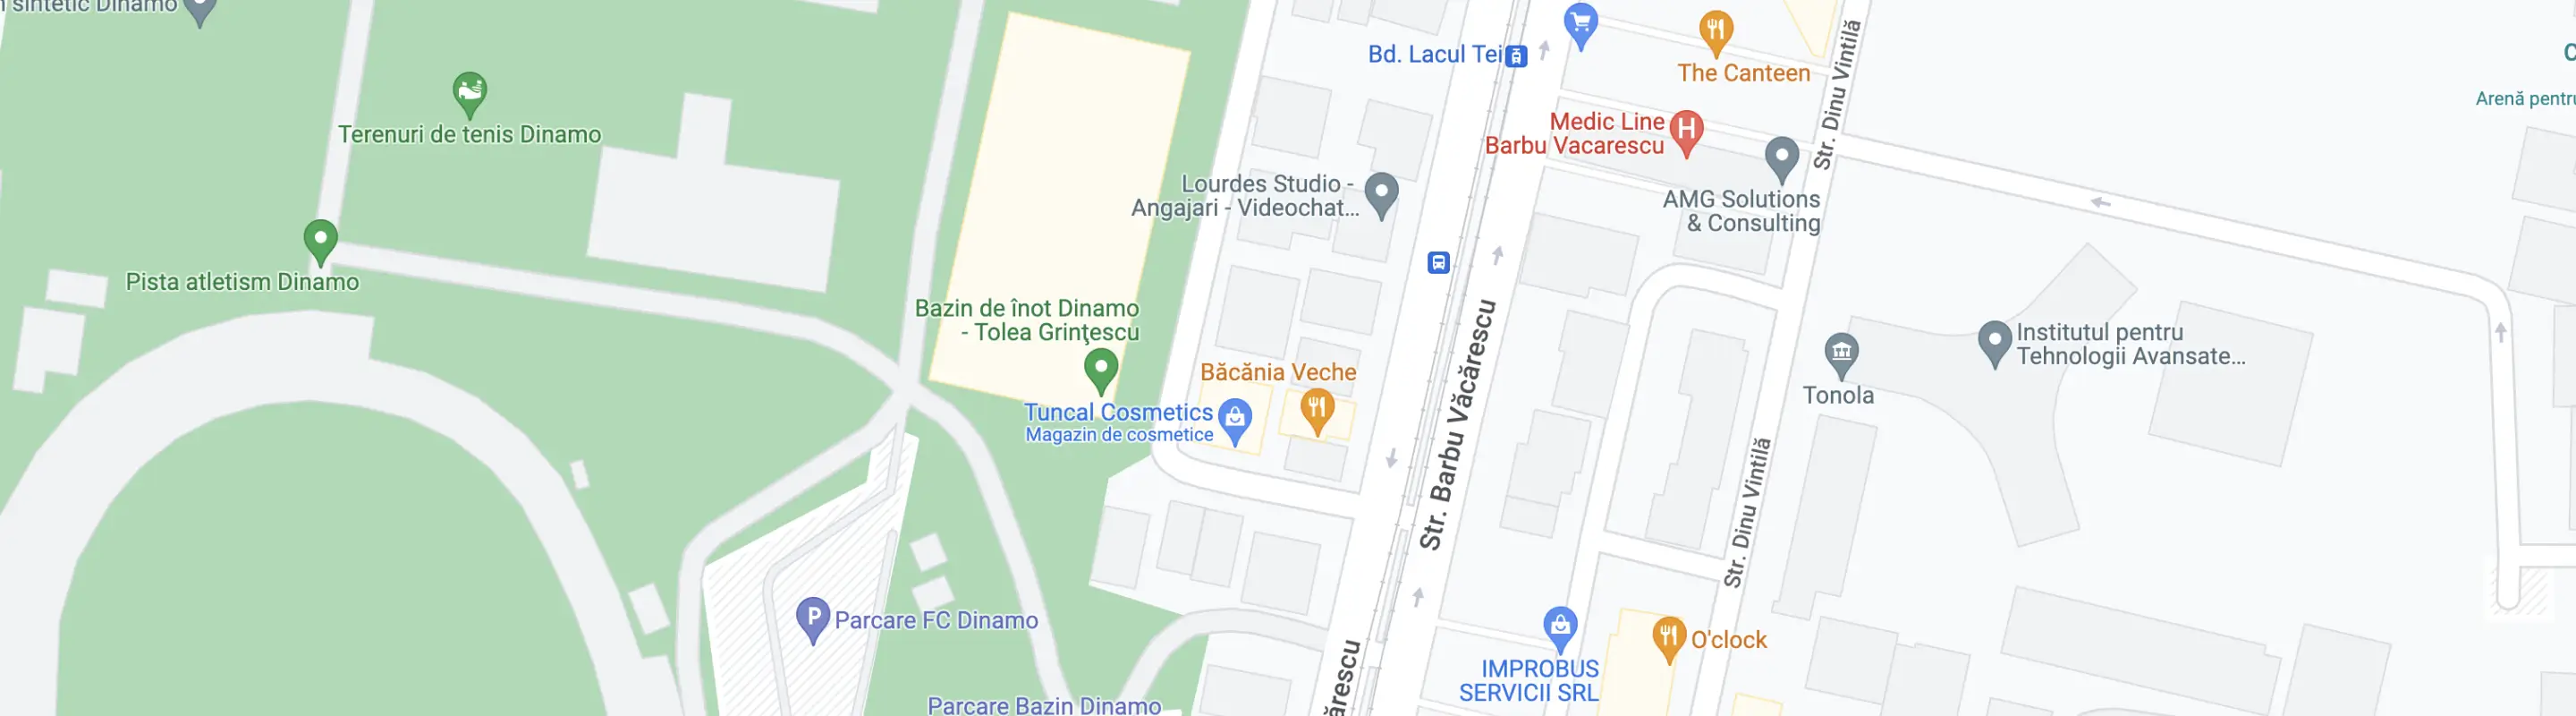 sintetic Dinamo
Bd. Lacul Tei
The Canteen
Str. Dinu Vintilă
Arenă pentru
Terenuri de tenis Dinamo
Medic Line
Barbu Vacarescu
H
AMG Solutions
& Consulting
Lourdes Studio -
Angajari - Videochat...
Pista atletism Dinamo
Bazin de înot Dinamo
- Tolea Grințescu
Str. Barbu Văcărescu
Institutul pentru
Tehnologii Avansate...
Tonola
Băcănia Veche
Tuncal Cosmetics
Magazin de cosmetice
Str. Dinu Vintilă
P
Parcare FC Dinamo
O'clock
IMPROBUS
SERVICII SRL
ărescu
Parcare Bazin Dinamo